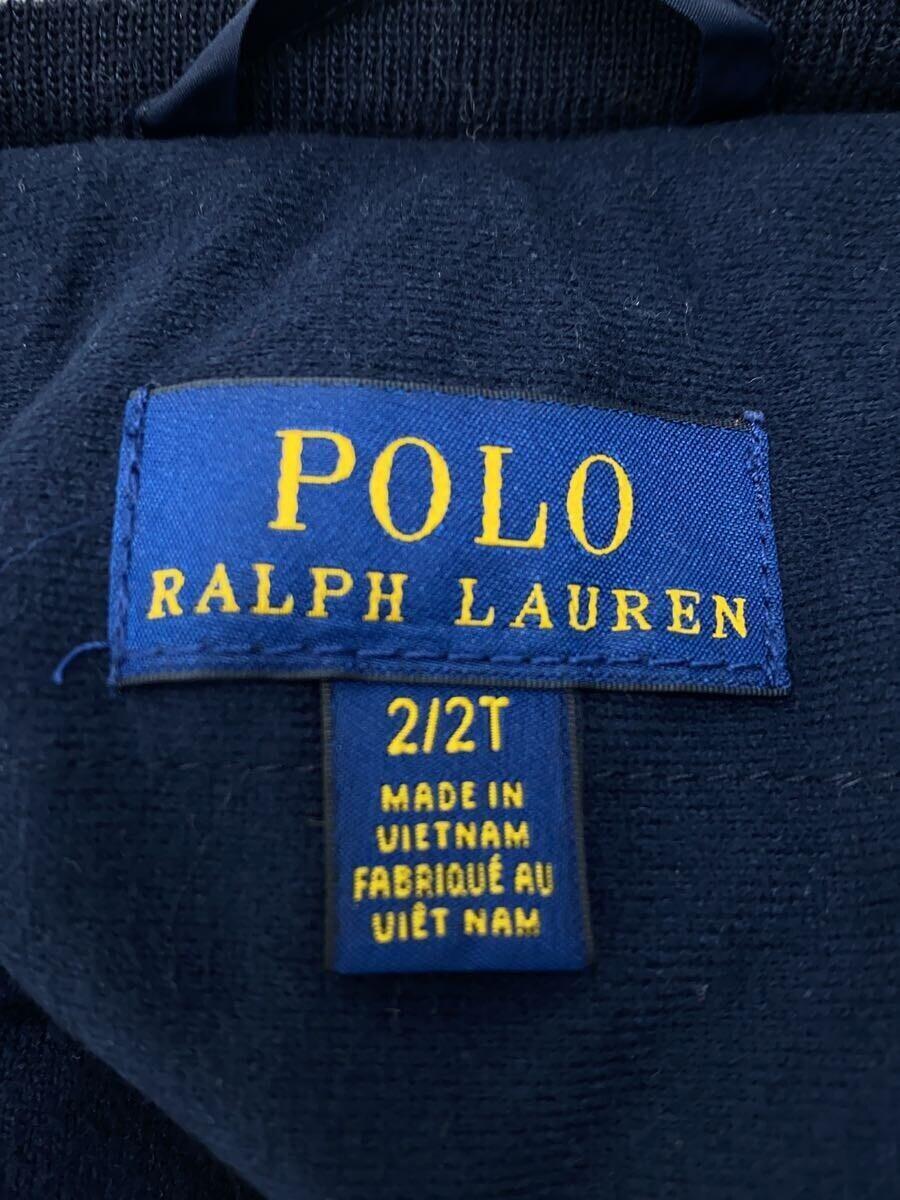 POLO
RALPH LAUREN
2/2T
MADE IN
VIETNAM
FABRIQUÉ AU
VIÊT NAM